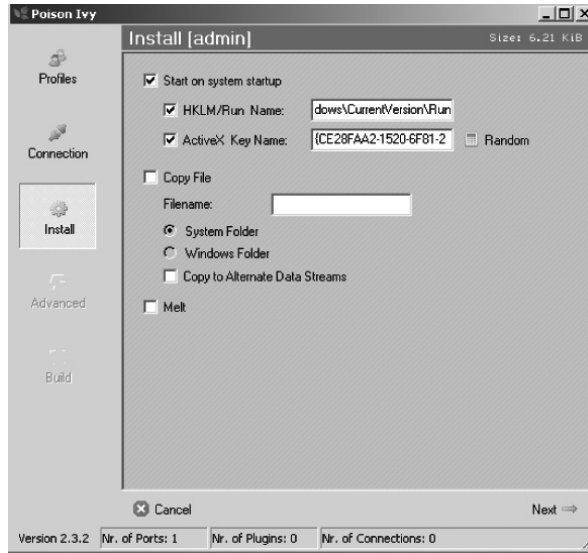 Poison Ivy
Install [admin]
Size: 6.21 KiB
Profiles
Connection
Install
Advanced
Build
Start on system startup
HKLM/Run Name: dows\CurrentVersion\Run
ActiveX Key Name: {CE28FAA2-1520-6F81-2 Random
Copy File
Filename:
System Folder
Windows Folder
Copy to Alternate Data Streams
Melt
Cancel
Next
Version 2.3.2 Nr. of Ports: 1 Nr. of Plugins: 0 Nr. of Connections: 0